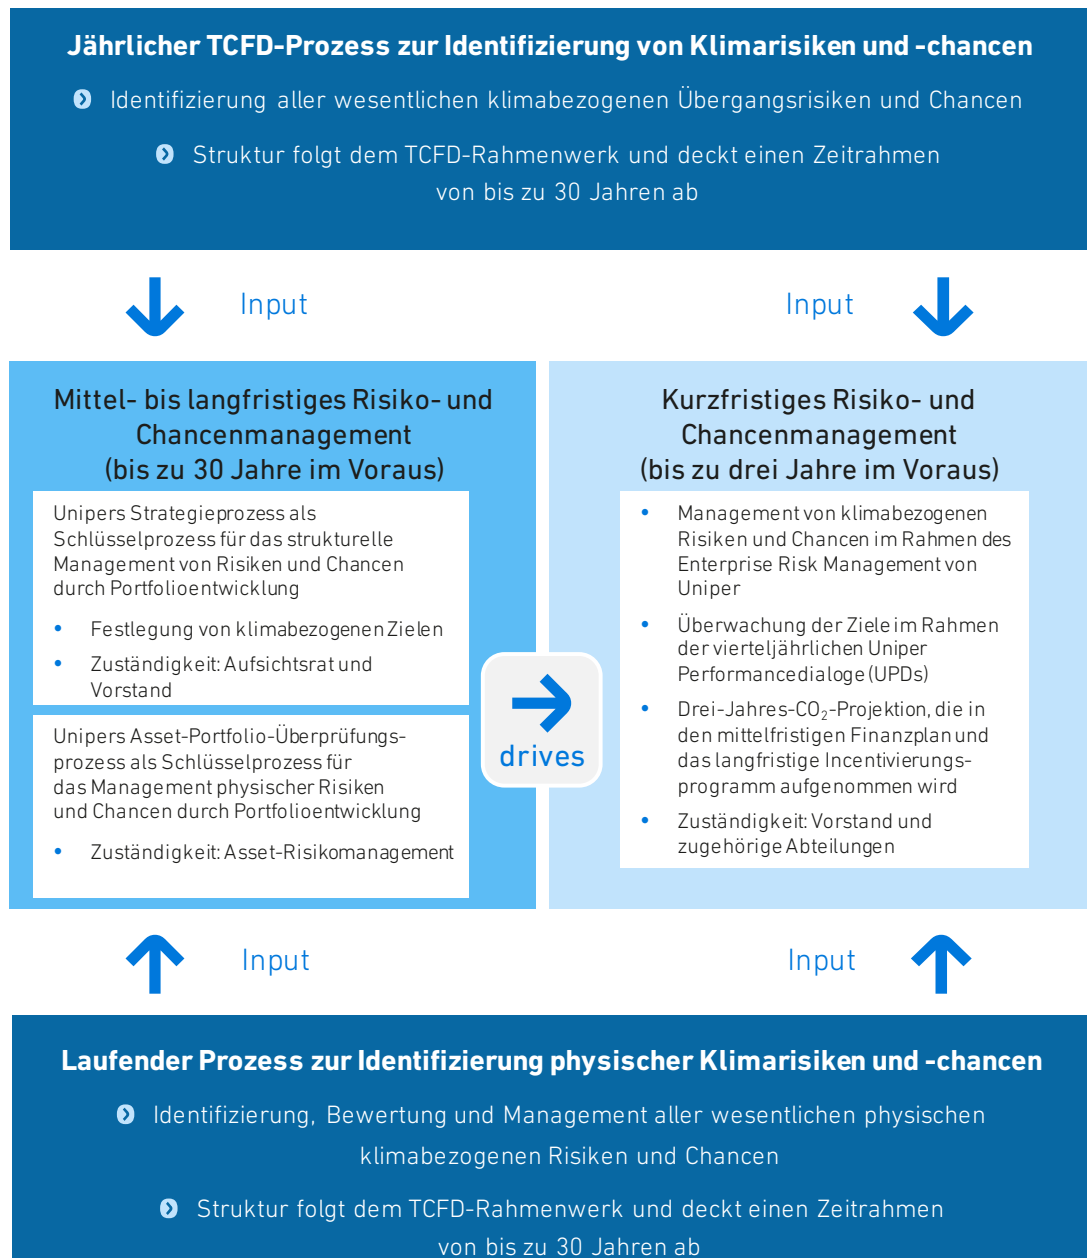 Jährlicher TCFD-Prozess zur Identifizierung von Klimarisiken und -chancen
Identifizierung aller wesentlichen klimabezogenen Übergangsrisiken und Chancen
Struktur folgt dem TCFD-Rahmenwerk und deckt einen Zeitrahmen
von bis zu 30 Jahren ab
Input
Input
Mittel- bis langfristiges Risiko- und
Chancenmanagement
(bis zu 30 Jahre im Voraus)
Unipers Strategieprozess als
Schlüsselprozess für das strukturelle
Management von Risiken und Chancen
durch Portfolioentwicklung
• Festlegung von klimabezogenen Zielen
• Zuständigkeit: Aufsichtsrat und
Vorstand
Unipers Asset-Portfolio-Überprüfungs-
prozess als Schlüsselprozess für
das Management physischer Risiken
und Chancen durch Portfolioentwicklung
• Zuständigkeit: Asset-Risikomanagement
drives
Kurzfristiges Risiko- und
Chancenmanagement
(bis zu drei Jahre im Voraus)
• Management von klimabezogenen
Risiken und Chancen im Rahmen des
Enterprise Risk Management von
Uniper
• Überwachung der Ziele im Rahmen
der vierteljährlichen Uniper
Performancedialoge (UPDs)
• Drei-Jahres-CO₂-Projektion, die in
den mittelfristigen Finanzplan und
das langfristige Incentivierungs-
programm aufgenommen wird
• Zuständigkeit: Vorstand und
zugehörige Abteilungen
Input
Input
Laufender Prozess zur Identifizierung physischer Klimarisiken und -chancen
Identifizierung, Bewertung und Management aller wesentlichen physischen
klimabezogenen Risiken und Chancen
Struktur folgt dem TCFD-Rahmenwerk und deckt einen Zeitrahmen
von bis zu 30 Jahren ab